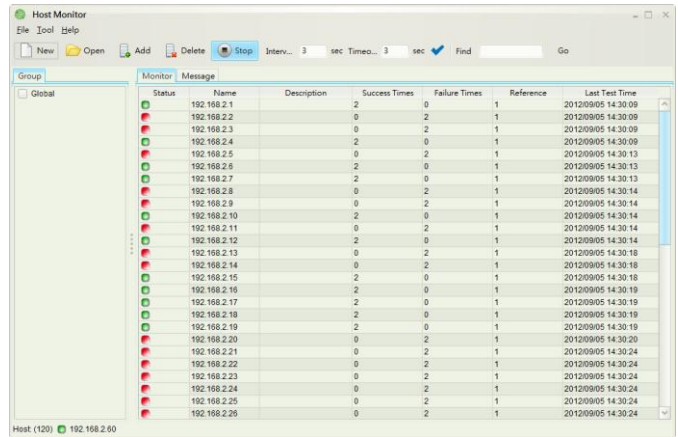 Host Monitor
File Tool Help
New Open Add Delete Stop Interv... 3 sec Timeo... 3 sec Find Go
Group
Monitor Message
Global
Status Name Description Success Times Failure Times Reference Last Test Time
192.168.2.1 2 0 1 2012/09/05 14:30:09
192.168.2.2 0 2 1 2012/09/05 14:30:09
192.168.2.3 0 2 1 2012/09/05 14:30:09
192.168.2.4 2 0 1 2012/09/05 14:30:09
192.168.2.5 0 2 1 2012/09/05 14:30:13
192.168.2.6 2 0 1 2012/09/05 14:30:13
192.168.2.7 2 0 1 2012/09/05 14:30:13
192.168.2.8 0 2 1 2012/09/05 14:30:14
192.168.2.9 0 2 1 2012/09/05 14:30:14
192.168.2.10 2 0 1 2012/09/05 14:30:14
192.168.2.11 0 2 1 2012/09/05 14:30:14
192.168.2.12 2 0 1 2012/09/05 14:30:14
192.168.2.13 0 2 1 2012/09/05 14:30:18
192.168.2.14 0 2 1 2012/09/05 14:30:18
192.168.2.15 2 0 1 2012/09/05 14:30:18
192.168.2.16 2 0 1 2012/09/05 14:30:19
192.168.2.17 2 0 1 2012/09/05 14:30:19
192.168.2.18 2 0 1 2012/09/05 14:30:19
192.168.2.19 2 0 1 2012/09/05 14:30:19
192.168.2.20 0 2 1 2012/09/05 14:30:20
192.168.2.21 0 2 1 2012/09/05 14:30:24
192.168.2.22 0 2 1 2012/09/05 14:30:24
192.168.2.23 0 2 1 2012/09/05 14:30:24
192.168.2.24 0 2 1 2012/09/05 14:30:24
192.168.2.25 0 2 1 2012/09/05 14:30:24
192.168.2.26 0 2 1 2012/09/05 14:30:24
Host: (120) 192.168.2.60